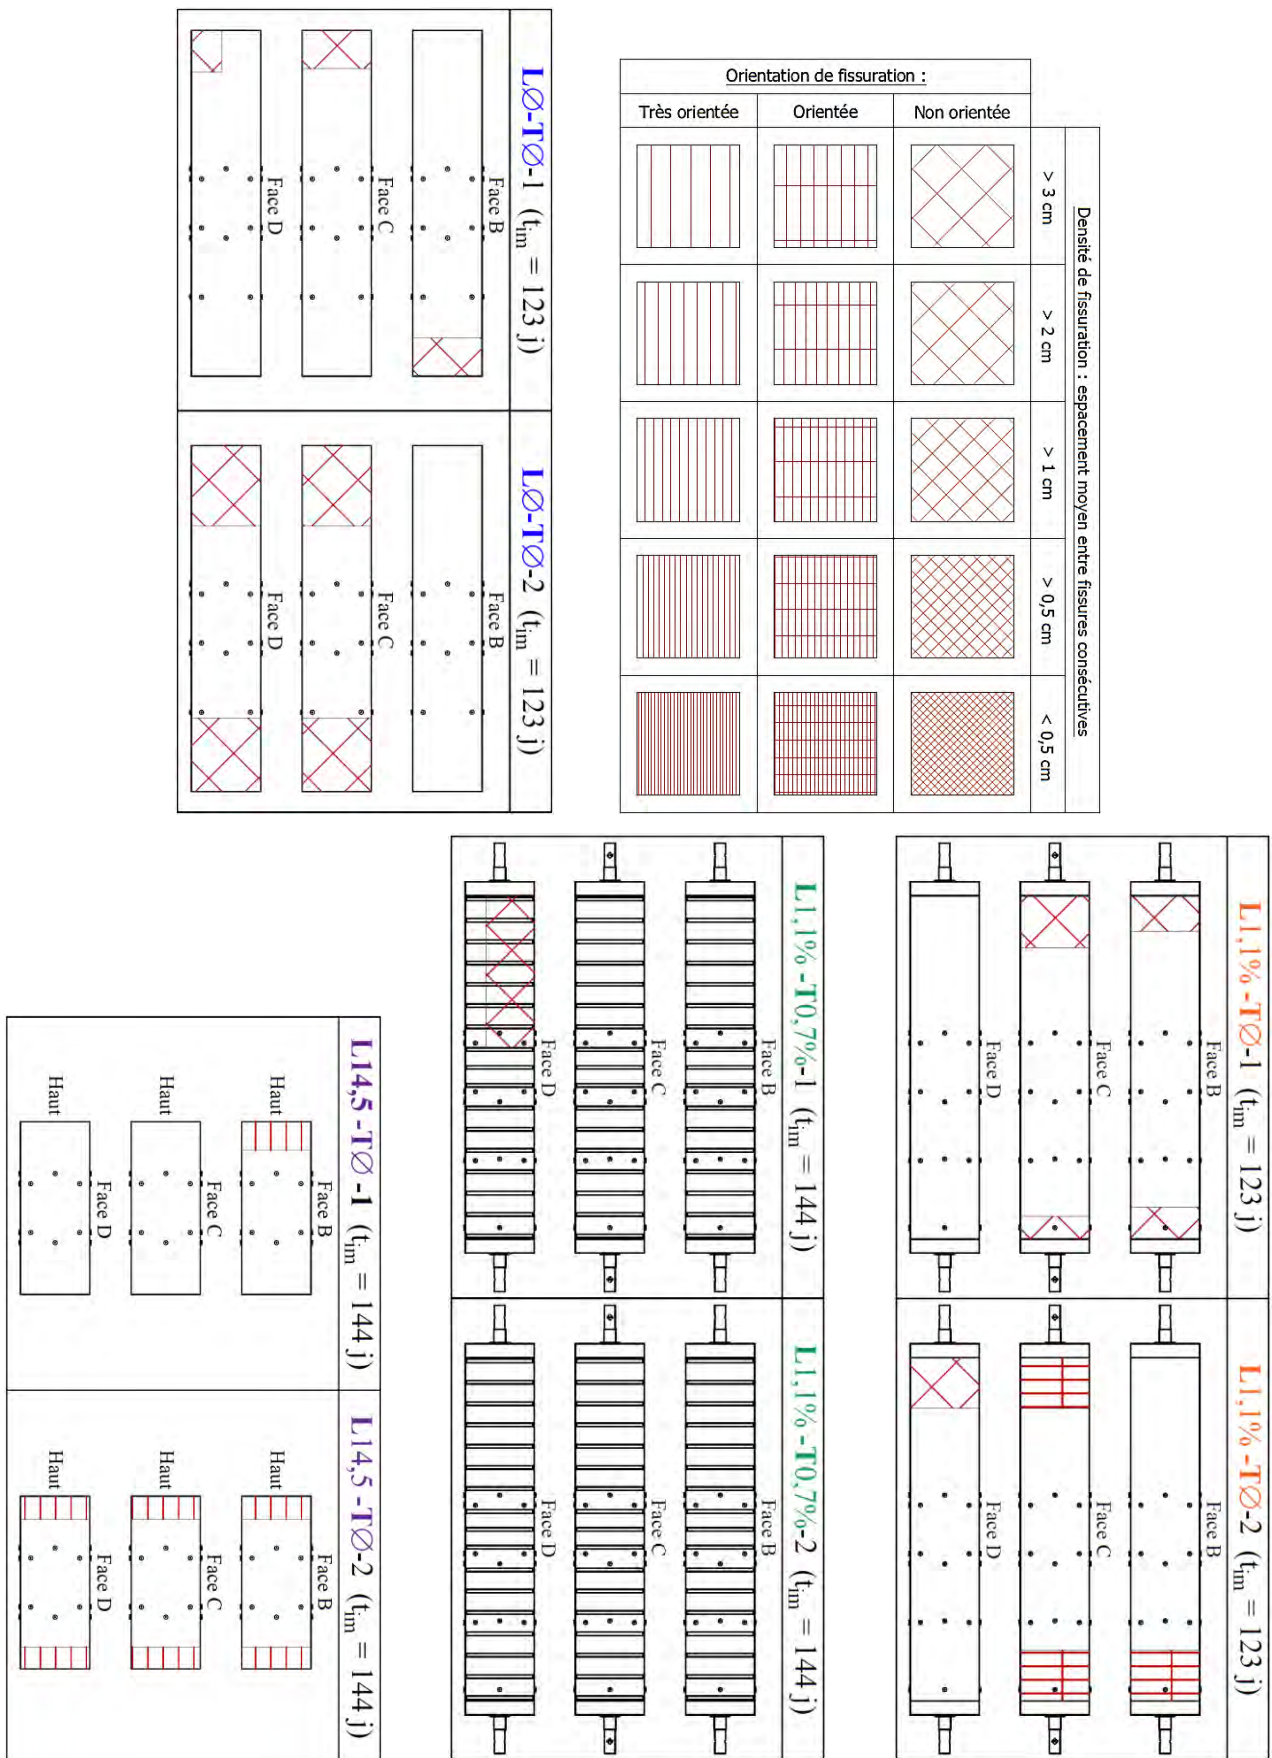 Orientation de fissuration :
Très orientée
Orientée
Non orientée
Densité de fissuration : espacement moyen entre fissures consécutives
> 3 cm
> 2 cm
> 1 cm
> 0,5 cm
< 0,5 cm
LØ-TØ-1 (tim = 123 j)
Face B
Face C
Face D
LØ-TØ-2 (tim = 123 j)
Face B
Face C
Face D
L1,1%-TØ-1 (tim = 123 j)
Face B
Face C
Face D
L1,1%-TØ-2 (tim = 123 j)
Face B
Face C
Face D
L1,1%-T0,7%-1 (tim = 144 j)
Face B
Face C
Face D
L1,1%-T0,7%-2 (tim = 144 j)
Face B
Face C
Face D
L14,5-TØ-1 (tim = 144 j)
Face B
Haut
Face C
Haut
Face D
Haut
L14,5-TØ-2 (tim = 144 j)
Face B
Haut
Face C
Haut
Face D
Haut